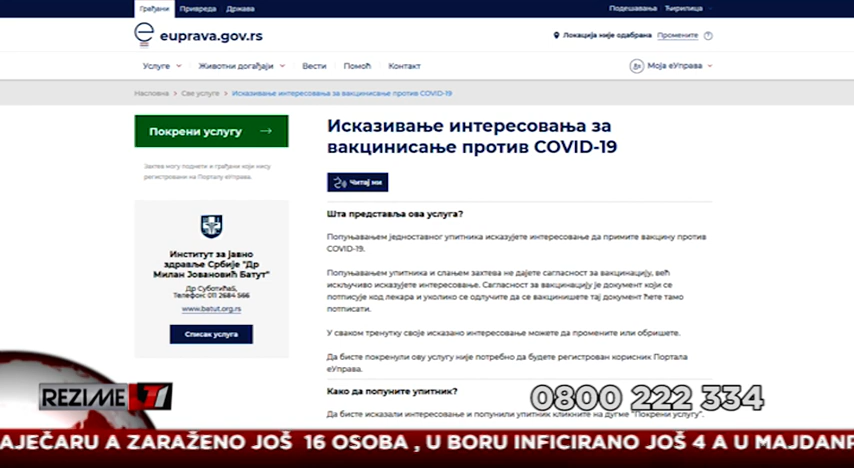 Грађани Привреда Држава
Подешавања Ћирилица
euprava.gov.rs
Локација није одабрана Промените
Услуге Животни догађаји Вести Помоћ Контакт
Моја еУправа
Насловна > Све услуге > Исказивање интересовања за вакцинисање против COVID-19
Покрени услугу →
Захтев могу поднети и грађани који нису
регистровани на Порталу еУправа.
Институт за јавно
здравље Србије "Др
Милан Јовановић Батут"
Др Суботића5,
Телефон: 011 2684 566
www.batut.org.rs
Списак услуга
Исказивање интересовања за
вакцинисање против COVID-19
Читај ми
Шта представља ова услуга?
Попуњавањем једноставног упитника исказујете интересовање да примите вакцину против
COVID-19.
Попуњавањем упитника и слањем захтева не дајете сагласност за вакцинацију, већ
искључиво исказујете интересовање. Сагласност за вакцинацију је документ који се
потписује код лекара и уколико се одлучите да се вакцинишете тај документ ћете тамо
потписати.
У сваком тренутку своје исказано интересовање можете да промените или обришете.
Да бисте покренули ову услугу није потребно да будете регистрован корисник Портала
еУправа.
Како да попуните упитник?
Да бисте исказали интересовање и попунили упитник кликните на дугме "Покрени услугу".
REZIME T1
0800 222 334
AJEČARU A ZARAŽENO JOŠ 16 OSOBA , U BORU INFICIRANO JOŠ 4 A U MAJDANP